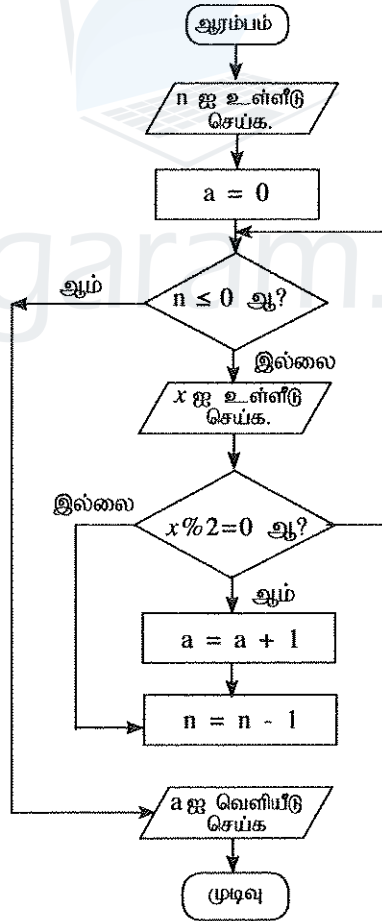 ஆரம்பம்
n ஐ உள்ளீடு
செய்க.
a = 0
n ≤ 0 ஆ?
ஆம்
இல்லை
x ஐ உள்ளீடு
செய்க.
இல்லை
x%2=0 ஆ?
ஆம்
a = a + 1
n = n - 1
a ஐ வெளியீடு
செய்க
முடிவு